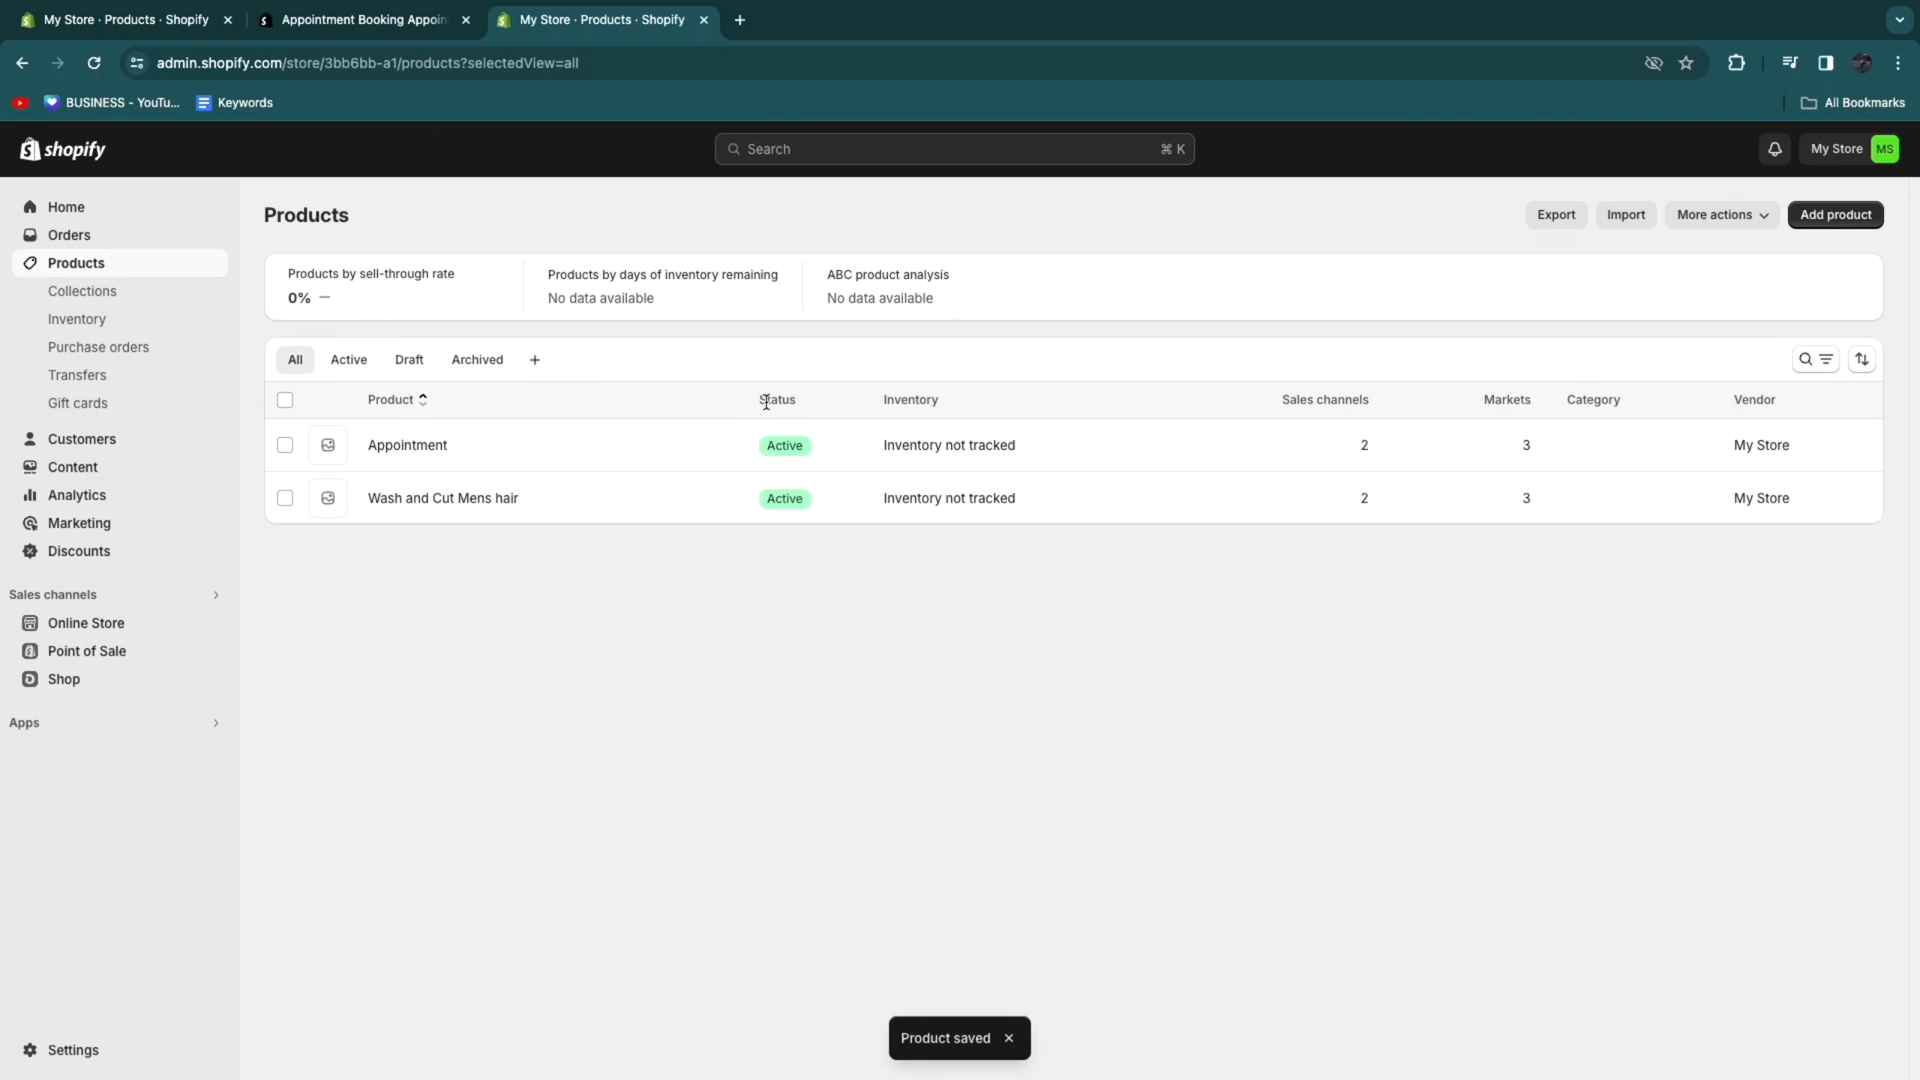 My Store · Products · Shopify
Appointment Booking Appoin
My Store · Products · Shopify
admin.shopify.com/store/3bb6bb-a1/products?selectedView=all
BUSINESS - YouTu...
Keywords
All Bookmarks
shopify
Search
⌘ K
My Store
MS
Home
Orders
Products
Collections
Inventory
Purchase orders
Transfers
Gift cards
Customers
Content
Analytics
Marketing
Discounts
Sales channels
Online Store
Point of Sale
Shop
Apps
Settings
Products
Export
Import
More actions
Add product
Products by sell-through rate
0% —
Products by days of inventory remaining
No data available
ABC product analysis
No data available
All
Active
Draft
Archived
+
Product
Status
Inventory
Sales channels
Markets
Category
Vendor
Appointment
Active
Inventory not tracked
2
3
My Store
Wash and Cut Mens hair
Active
Inventory not tracked
2
3
My Store
Product saved